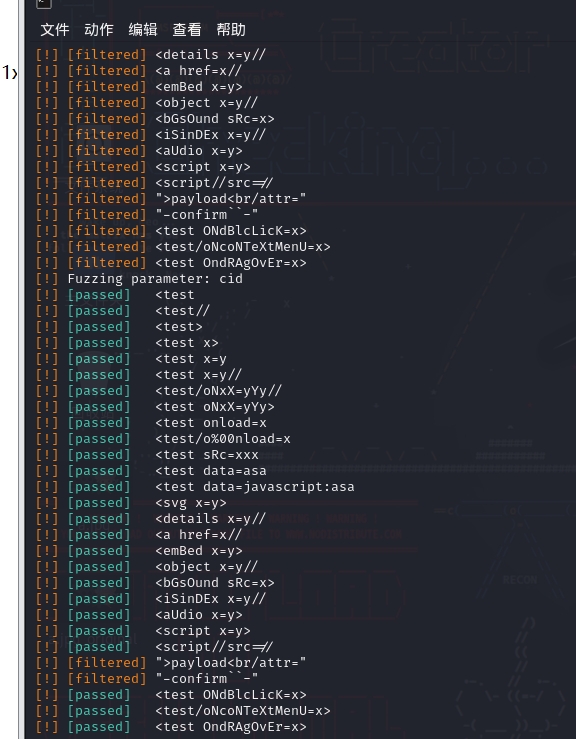 文件 动作 编辑 查看 帮助
[!] [filtered] <details x=y//
[!] [filtered] <a href=x//
[!] [filtered] <emBed x=y>
[!] [filtered] <object x=y//
[!] [filtered] <bGsOund sRc=x>
[!] [filtered] <iSinDEx x=y//
[!] [filtered] <aUdio x=y>
[!] [filtered] <script x=y>
[!] [filtered] <script//src=//
[!] [filtered] ">payload<br/attr="
[!] [filtered] "-confirm``-"
[!] [filtered] <test ONdBlcLicK=x>
[!] [filtered] <test/oNcoNTeXtMenU=x>
[!] [filtered] <test OndRAgOvEr=x>
[!] Fuzzing parameter: cid
[!] [passed] <test
[!] [passed] <test//
[!] [passed] <test>
[!] [passed] <test x>
[!] [passed] <test x=y
[!] [passed] <test x=y//
[!] [passed] <test/oNxX=yYy//
[!] [passed] <test oNxX=yYy>
[!] [passed] <test onload=x
[!] [passed] <test/o%00nload=x
[!] [passed] <test sRc=xxx
[!] [passed] <test data=asa
[!] [passed] <test data=javascript:asa
[!] [passed] <svg x=y>
[!] [passed] <details x=y//
[!] [passed] <a href=x//
[!] [passed] <emBed x=y>
[!] [passed] <object x=y//
[!] [passed] <bGsOund sRc=x>
[!] [passed] <iSinDEx x=y//
[!] [passed] <aUdio x=y>
[!] [passed] <script x=y>
[!] [passed] <script//src=//
[!] [filtered] ">payload<br/attr="
[!] [filtered] "-confirm``-"
[!] [passed] <test ONdBlcLicK=x>
[!] [passed] <test/oNcoNTeXtMenU=x>
[!] [passed] <test OndRAgOvEr=x>